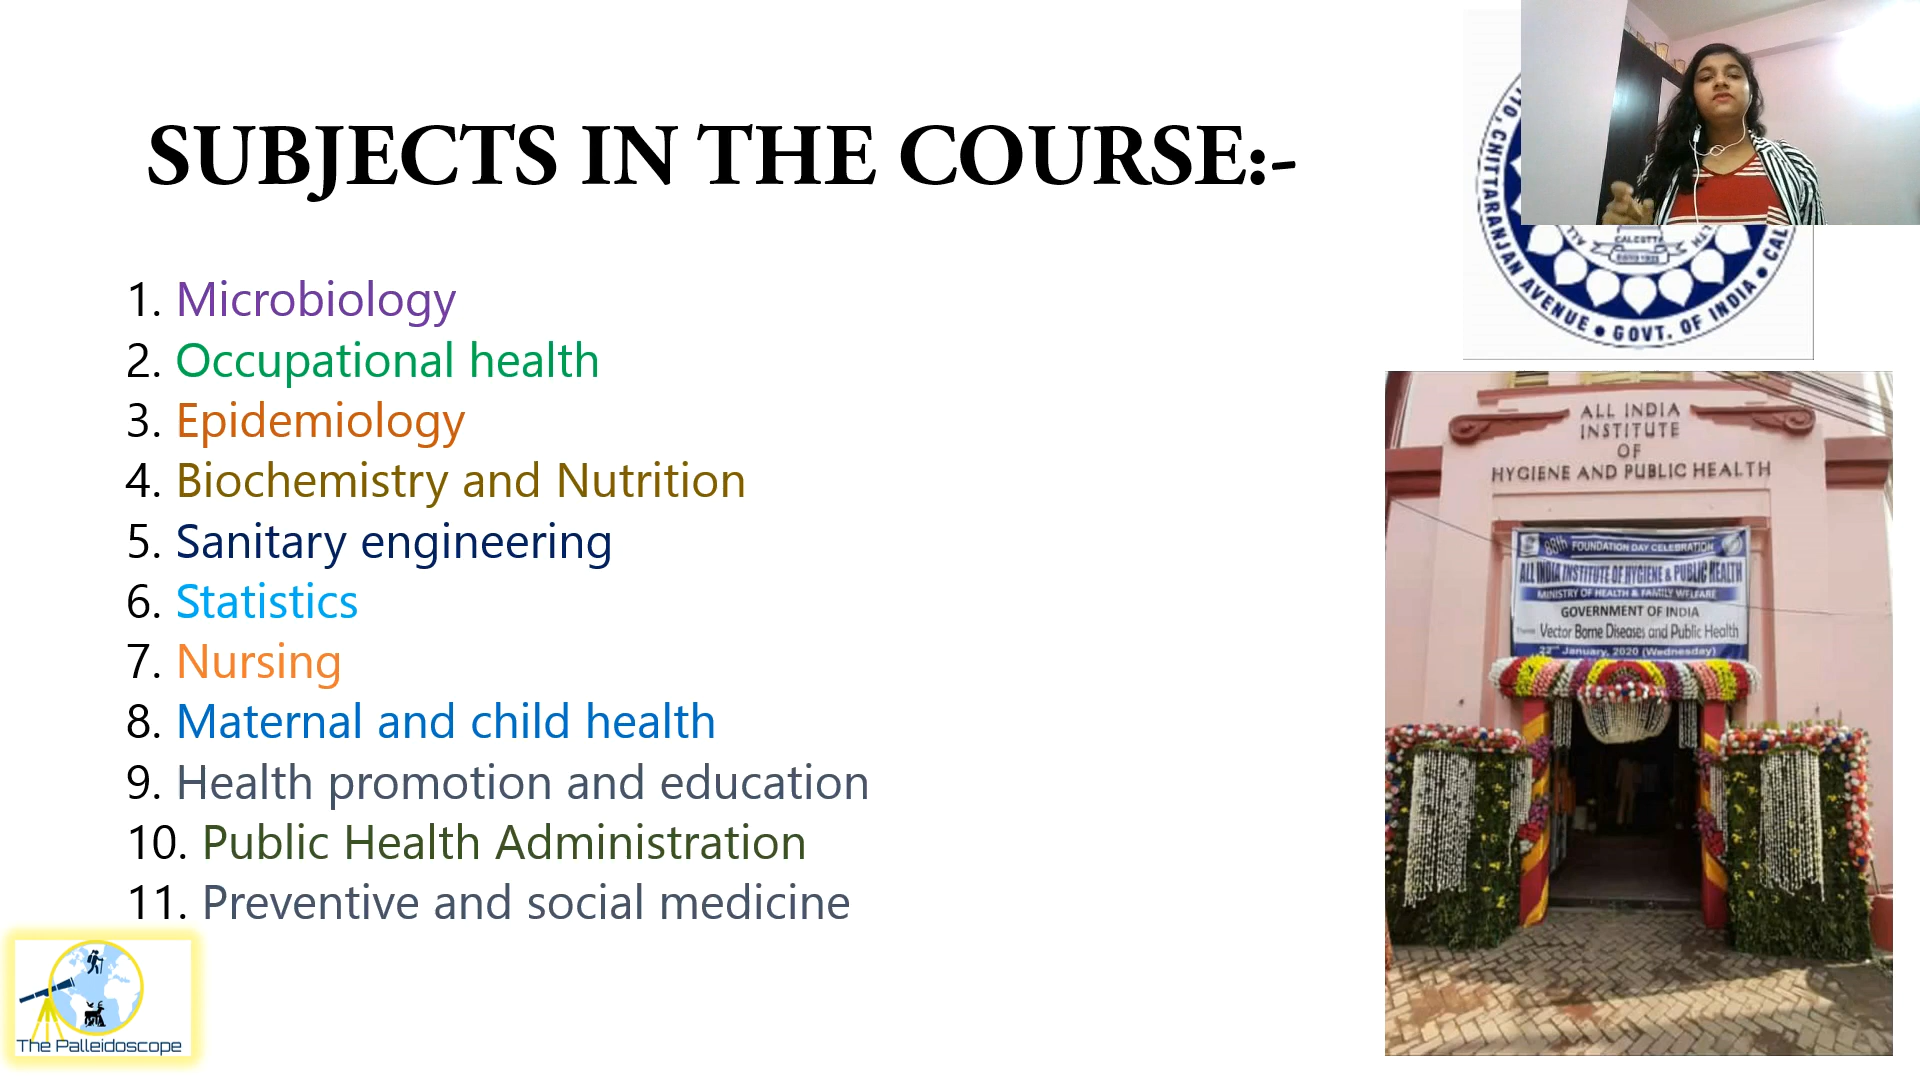 SUBJECTS IN THE COURSE:-
1. Microbiology
2. Occupational health
3. Epidemiology
4. Biochemistry and Nutrition
5. Sanitary engineering
6. Statistics
7. Nursing
8. Maternal and child health
9. Health promotion and education
10. Public Health Administration
11. Preventive and social medicine
The Palleidoscope
CHITTARANJAN AVENUE • GOVT. OF INDIA • CAL
CALCUTTA
ALL INDIA
INSTITUTE
OF
HYGIENE AND PUBLIC HEALTH
88th FOUNDATION DAY CELEBRATION
ALL INDIA INSTITUTE OF HYGIENE & PUBLIC HEALTH
MINISTRY OF HEALTH & FAMILY WELFARE
GOVERNMENT OF INDIA
Vector Borne Diseases and Public Health
22nd January, 2020 (Wednesday)